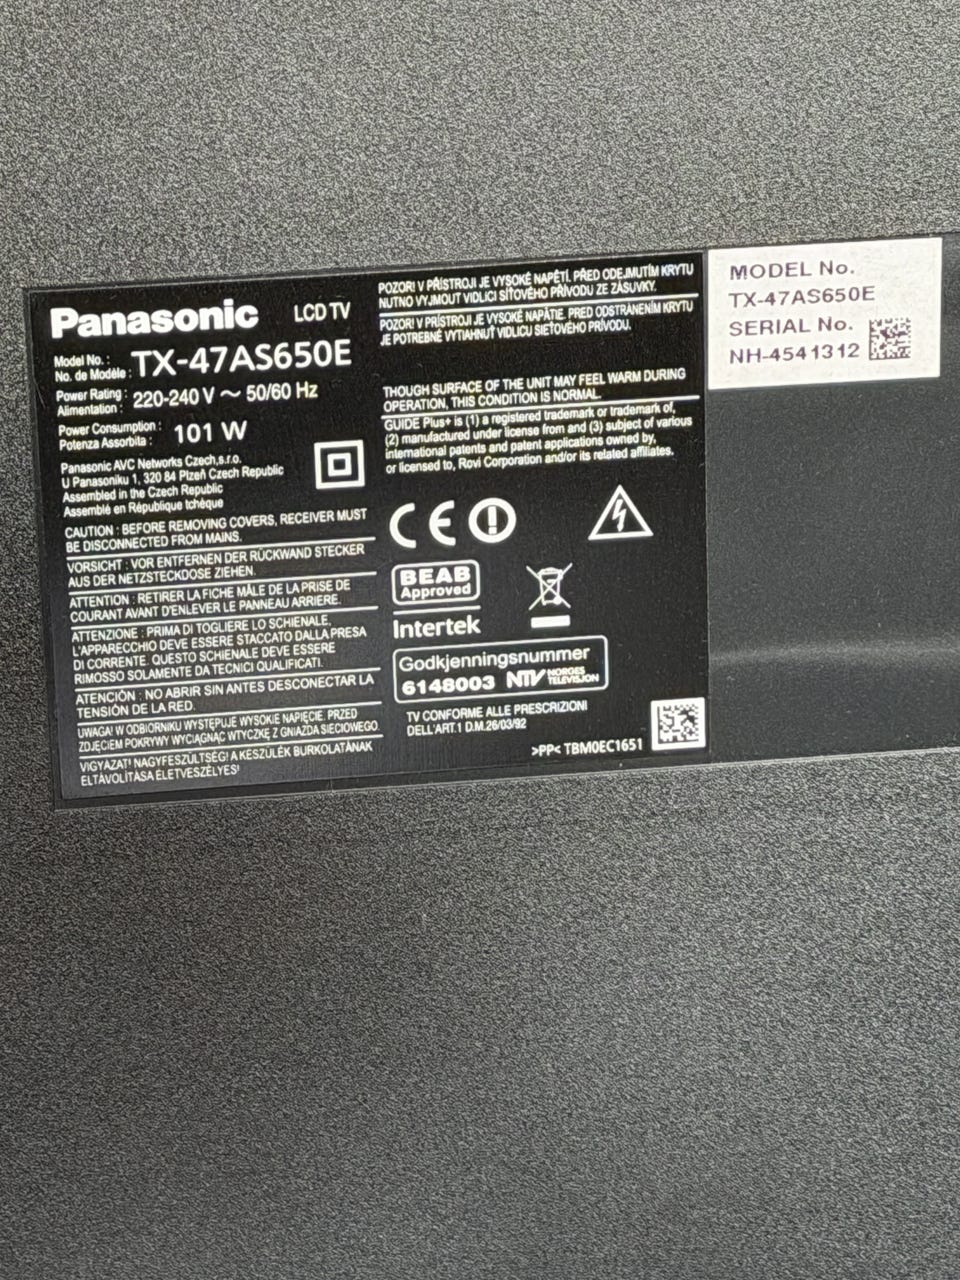 Panasonic LCD TV
Model No. :
No. de Modèle : TX-47AS650E
Power Rating :
Alimentation : 220-240 V ~ 50/60 Hz
Power Consumption :
Potenza Assorbita : 101 W
Panasonic AVC Networks Czech,s.r.o.
U Panasoniku 1, 320 84 Plzeň Czech Republic
Assembled in the Czech Republic
Assemblé en République tchèque
CAUTION : BEFORE REMOVING COVERS, RECEIVER MUST
BE DISCONNECTED FROM MAINS.
VORSICHT : VOR ENTFERNEN DER RÜCKWAND STECKER
AUS DER NETZSTECKDOSE ZIEHEN.
ATTENTION : RETIRER LA FICHE MÂLE DE LA PRISE DE
COURANT AVANT D'ENLEVER LE PANNEAU ARRIERE.
ATTENZIONE : PRIMA DI TOGLIERE LO SCHIENALE,
L'APPARECCHIO DEVE ESSERE STACCATO DALLA PRESA
DI CORRENTE. QUESTO SCHIENALE DEVE ESSERE
RIMOSSO SOLAMENTE DA TECNICI QUALIFICATI.
ATENCIÓN : NO ABRIR SIN ANTES DESCONECTAR LA
TENSIÓN DE LA RED.
UWAGA! W ODBIORNIKU WYSTĘPUJE WYSOKIE NAPIĘCIE. PRZED
ZDJĘCIEM POKRYWY WYCIĄGNĄĆ WTYCZKĘ Z GNIAZDA SIECIOWEGO.
VIGYÁZAT! NAGYFESZÜLTSÉG! A KÉSZÜLÉK BURKOLATÁNAK
ELTÁVOLÍTÁSA ÉLETVESZÉLYES!
POZOR! V PŘÍSTROJI JE VYSOKÉ NAPĚTÍ. PŘED ODEJMUTÍM KRYTU
NUTNO VYJMOUT VIDLICI SÍŤOVÉHO PŘÍVODU ZE ZÁSUVKY.
POZOR! V PRÍSTROJI JE VYSOKÉ NAPÄTIE. PRED ODSTRÁNENÍM KRYTU
JE POTREBNÉ VYTIAHNUŤ VIDLICU SIEŤOVÉHO PRÍVODU.
THOUGH SURFACE OF THE UNIT MAY FEEL WARM DURING
OPERATION, THIS CONDITION IS NORMAL.
GUIDE Plus+ is (1) a registered trademark or trademark of,
(2) manufactured under license from and (3) subject of various
international patents and patent applications owned by,
or licensed to, Rovi Corporation and/or its related affiliates.
CE
BEAB
Approved
Intertek
Godkjenningsnummer
6148003 NTV NORGES TELEVISJON
TV CONFORME ALLE PRESCRIZIONI
DELL'ART.1 D.M.26/03/92
>PP< TBM0EC1651
MODEL No.
TX-47AS650E
SERIAL No.
NH-4541312